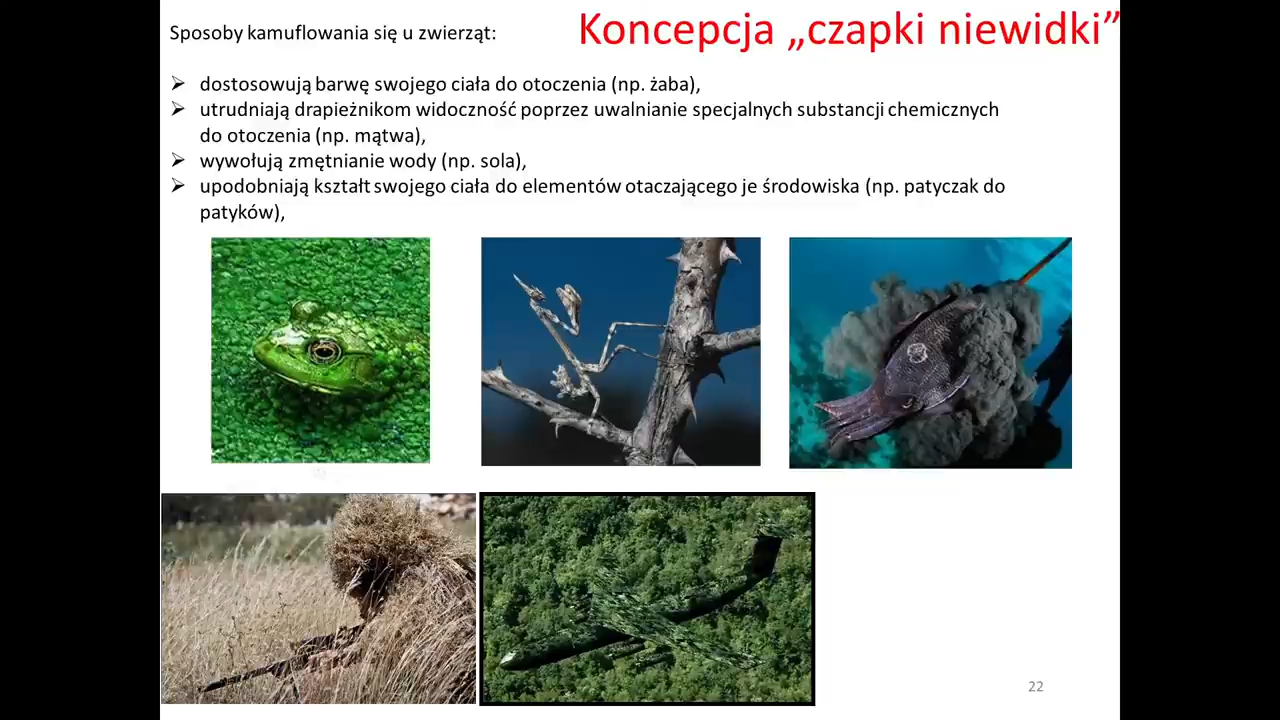 Sposoby kamuflowania się u zwierząt:
Koncepcja „czapki niewidki”
➢ dostosowują barwę swojego ciała do otoczenia (np. żaba),
➢ utrudniają drapieżnikom widoczność poprzez uwalnianie specjalnych substancji chemicznych
do otoczenia (np. mątwa),
➢ wywołują zmętnianie wody (np. sola),
➢ upodobniają kształt swojego ciała do elementów otaczającego je środowiska (np. patyczak do
patyków),
22